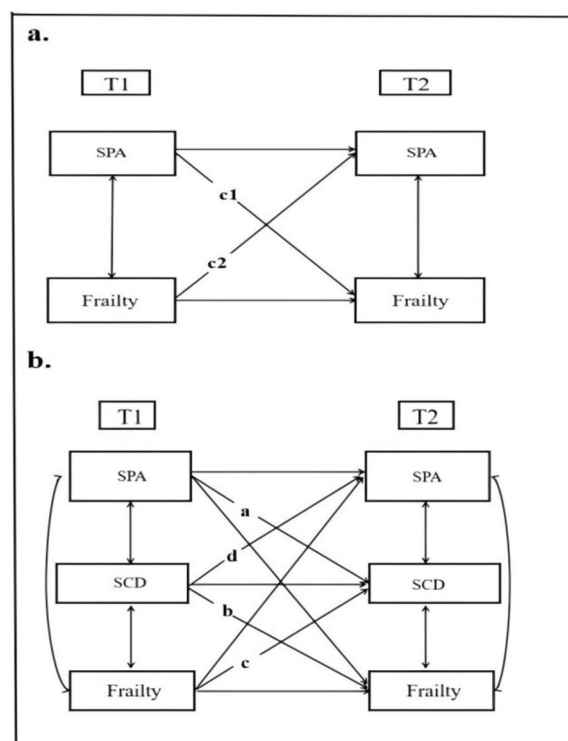 a.
T1 T2
SPA SPA
c1
c2
Frailty Frailty
b.
T1 T2
SPA SPA
a
d
SCD SCD
b
c
Frailty Frailty